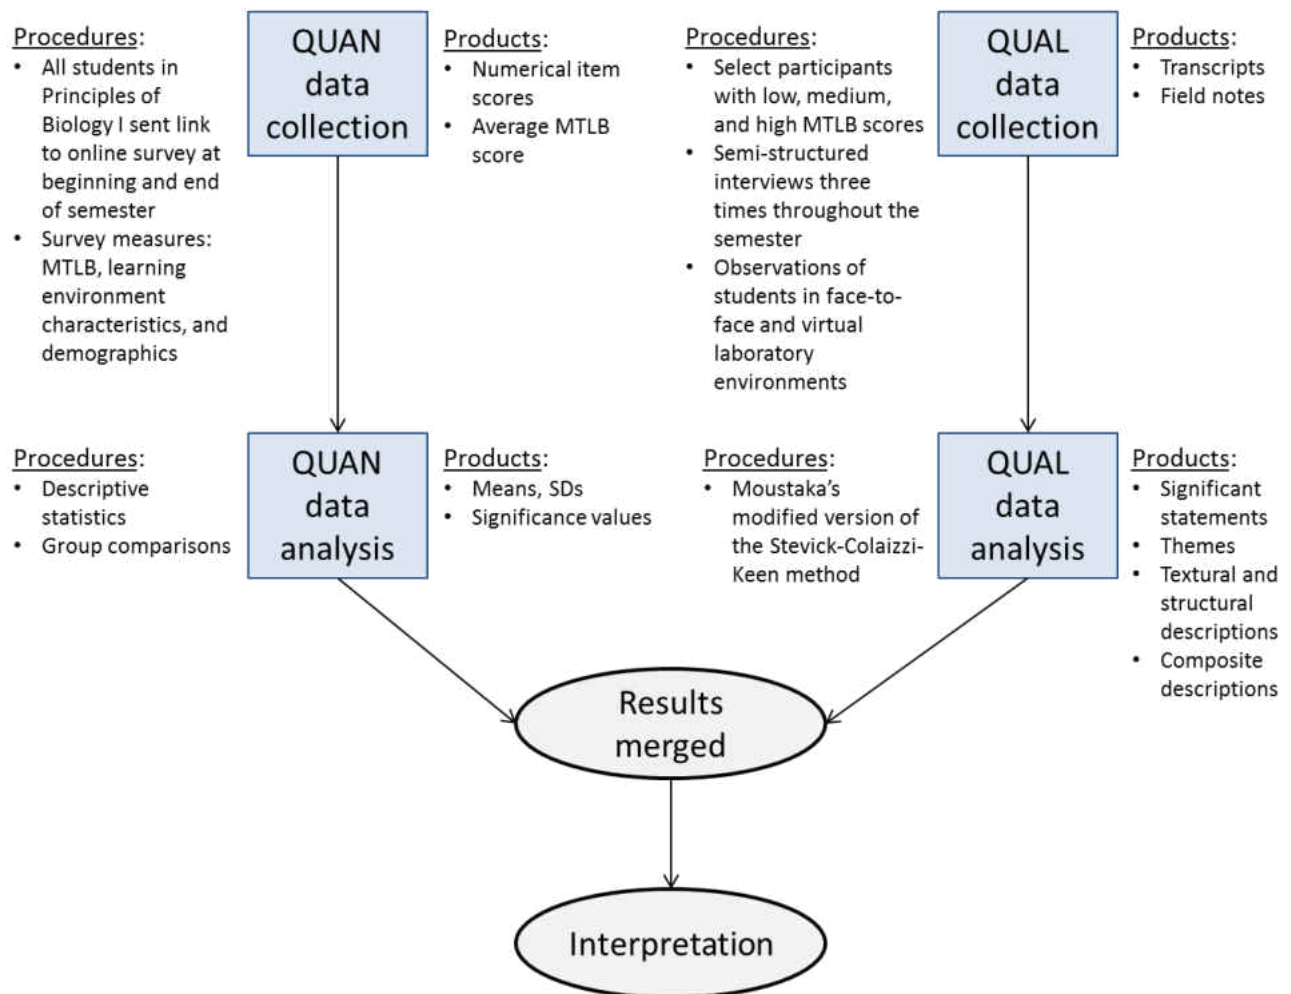 Procedures:
• All students in
Principles of
Biology I sent link
to online survey at
beginning and end
of semester
• Survey measures:
MTLB, learning
environment
characteristics, and
demographics
QUAN
data
collection
Products:
• Numerical item
scores
• Average MTLB
score
Procedures:
• Select participants
with low, medium,
and high MTLB scores
• Semi-structured
interviews three
times throughout the
semester
• Observations of
students in face-to-
face and virtual
laboratory
environments
QUAL
data
collection
Products:
• Transcripts
• Field notes
Procedures:
• Descriptive
statistics
• Group comparisons
QUAN
data
analysis
Products:
• Means, SDs
• Significance values
Procedures:
• Moustaka’s
modified version of
the Stevick-Colaizzi-
Keen method
QUAL
data
analysis
Products:
• Significant
statements
• Themes
• Textural and
structural
descriptions
• Composite
descriptions
Results
merged
Interpretation